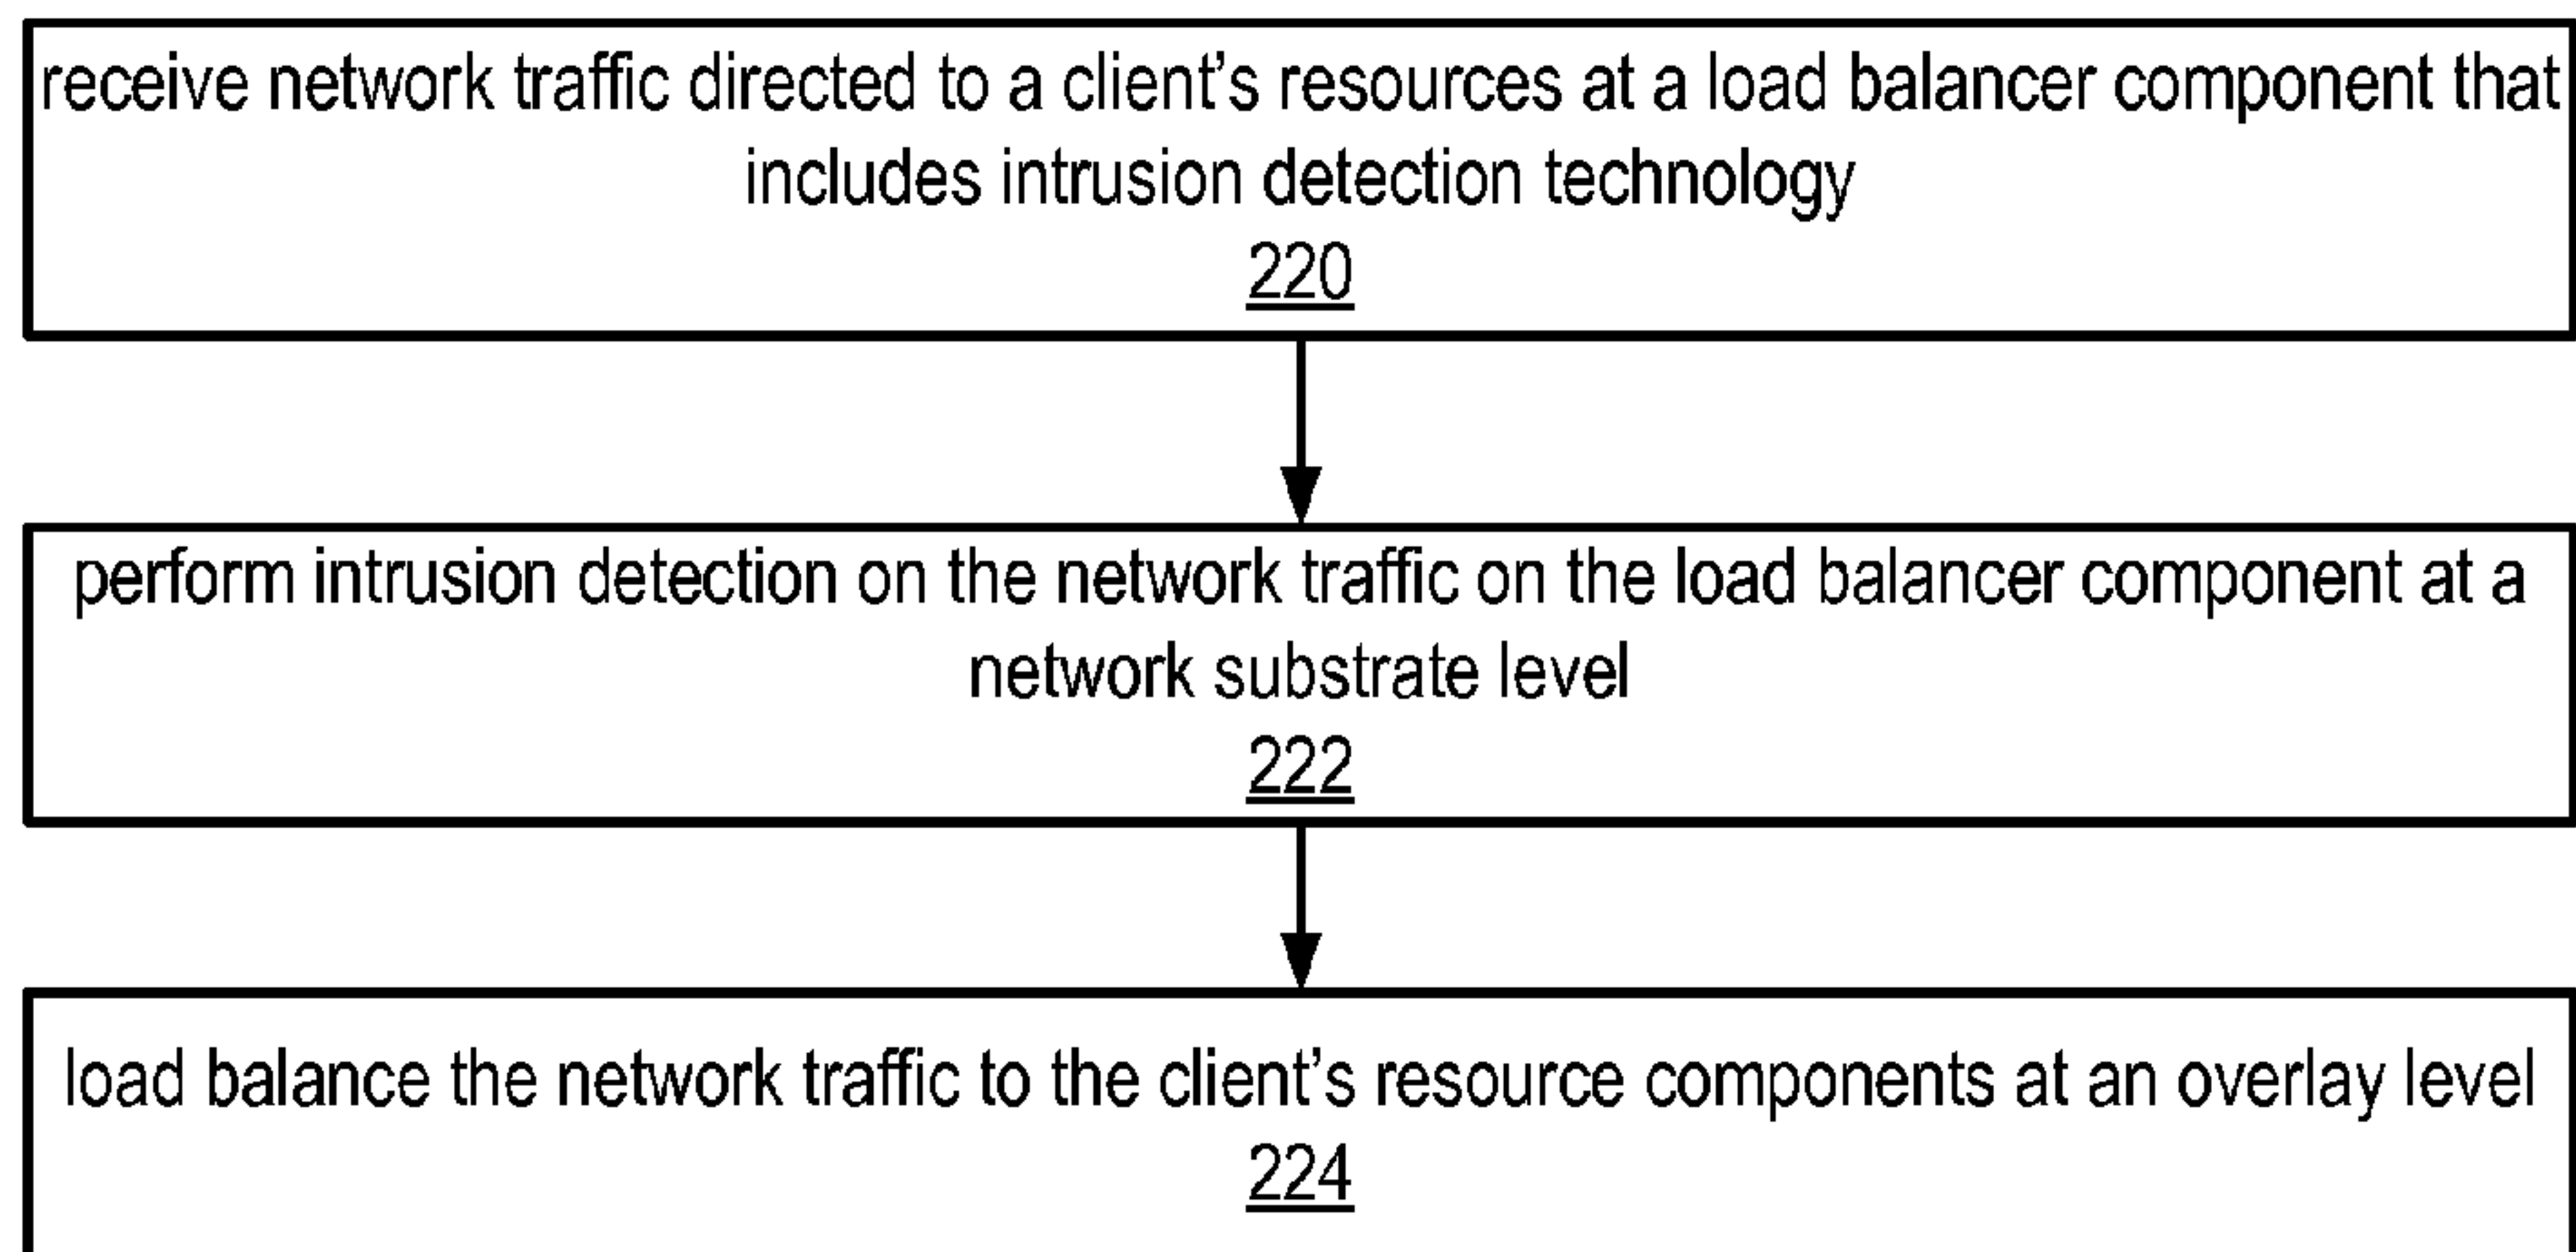 receive network traffic directed to a client’s resources at a load balancer component that
includes intrusion detection technology
220
perform intrusion detection on the network traffic on the load balancer component at a
network substrate level
222
load balance the network traffic to the client’s resource components at an overlay level
224